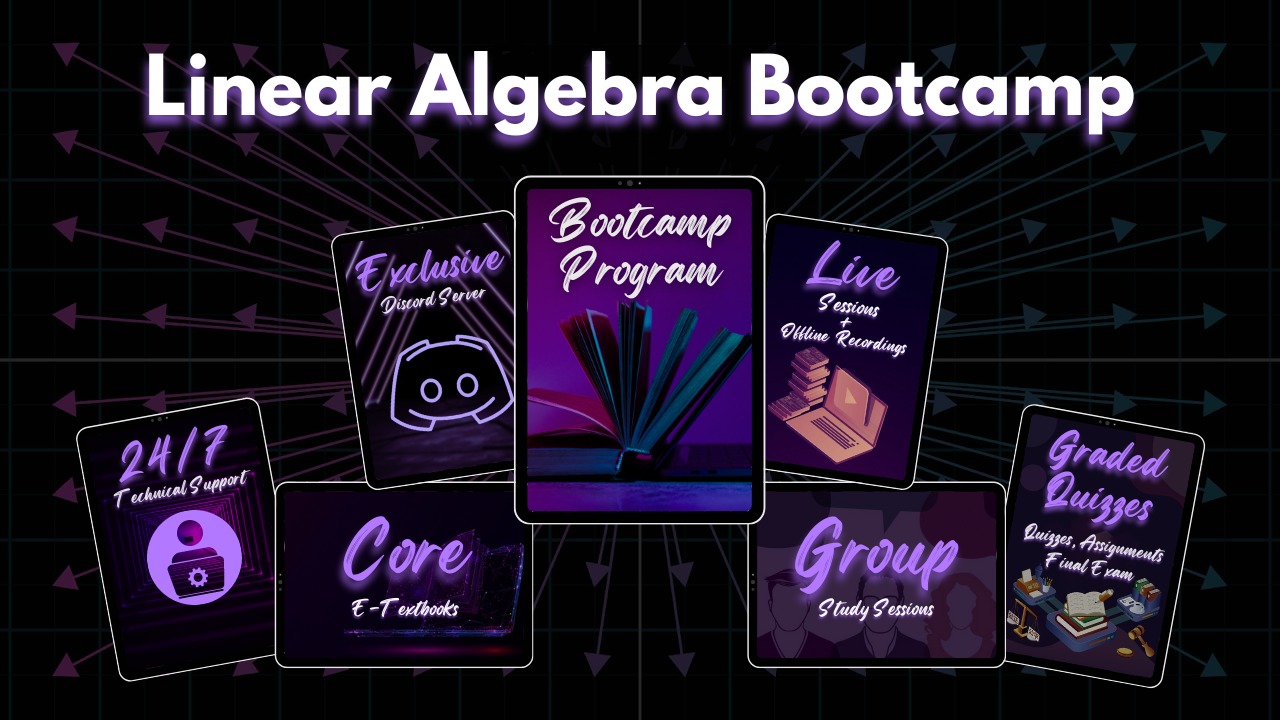 Linear Algebra Bootcamp
Bootcamp
Program
Exclusive
Discord Server
Live
Sessions
+
Offline Recordings
24/7
Technical Support
Core
E-Textbooks
Group
Study Sessions
Graded
Quizzes
Quizzes, Assignments
Final Exam